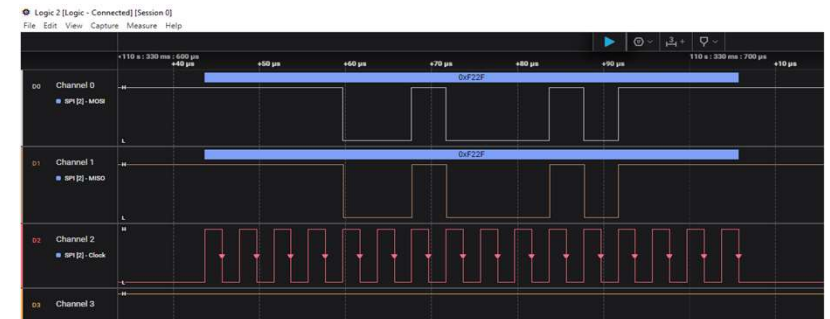 Logic 2 [Logic - Connected] [Session 0]
File Edit View Capture Measure Help
+110 s : 330 ms : 600 µs
110 s : 330 ms : 700 µs
+40 µs +50 µs +60 µs +70 µs +80 µs +90 µs +10 µs
D0 Channel 0
SPI [2] - MOSI
H
0XF22F
L
D1 Channel 1
SPI [2] - MISO
H
0XF22F
L
D2 Channel 2
SPI [2] - Clock
H
L
D3 Channel 3
H